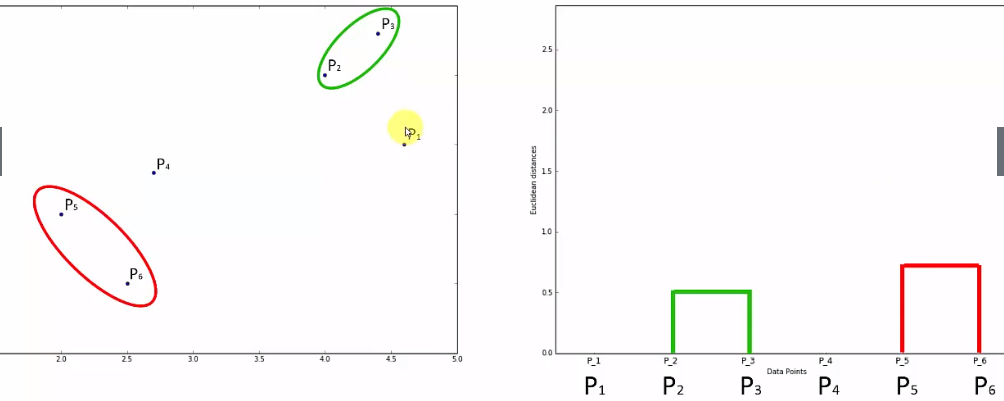 P3
P2
P1
P4
P5
P6
2.0 2.5 3.0 3.5 4.0 4.5 5.0
2.5
2.0
1.5
1.0
0.5
0.0
Euclidean distances
P_1 P_2 P_3 P_4 P_5 P_6
Data Points
P1 P2 P3 P4 P5 P6